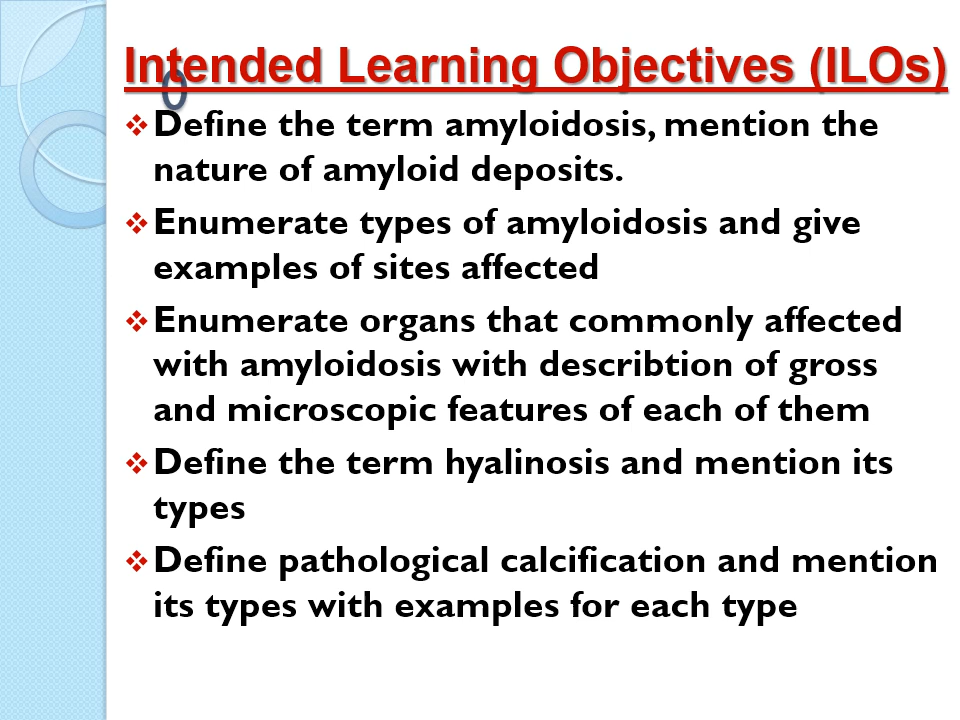 Intended Learning Objectives (ILOs)
0
❖Define the term amyloidosis, mention the
nature of amyloid deposits.
❖Enumerate types of amyloidosis and give
examples of sites affected
❖Enumerate organs that commonly affected
with amyloidosis with describtion of gross
and microscopic features of each of them
❖Define the term hyalinosis and mention its
types
❖Define pathological calcification and mention
its types with examples for each type